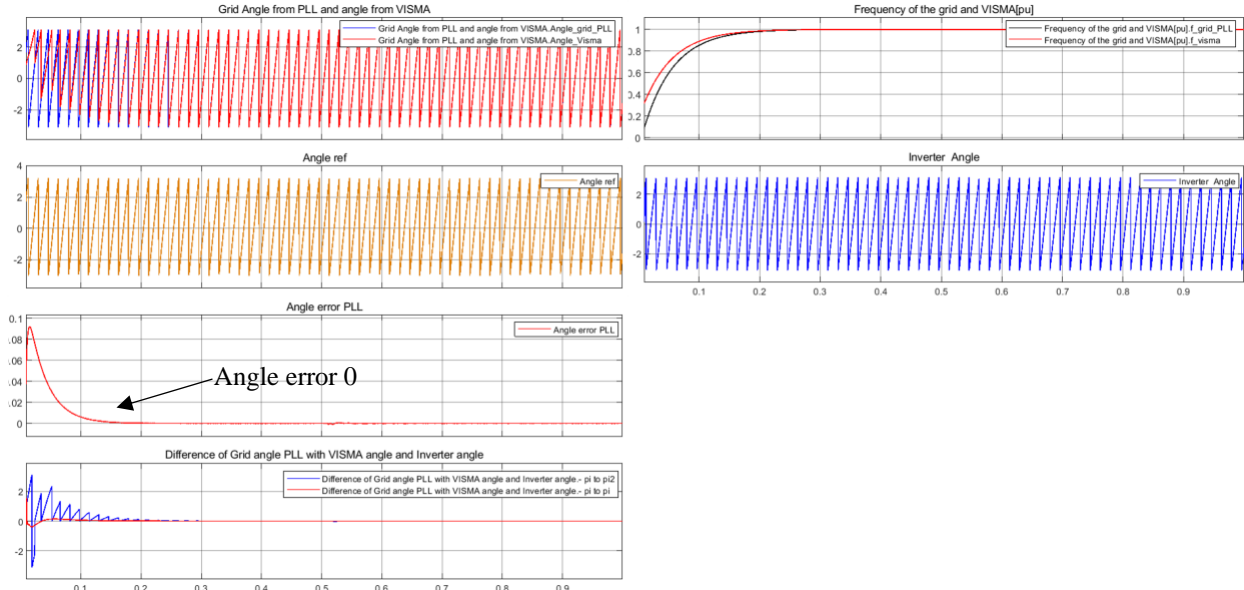 Grid Angle from PLL and angle from VISMA
Grid Angle from PLL and angle from VISMA.Angle_grid_PLL
Grid Angle from PLL and angle from VISMA.Angle_Visma
2
0
-2
Frequency of the grid and VISMA[pu]
Frequency of the grid and VISMA[pu].f_grid_PLL
Frequency of the grid and VISMA[pu].f_visma
1
0.8
0.6
0.4
0.2
0
Angle ref
Angle ref
4
2
0
-2
Inverter Angle
Inverter Angle
2
0
-2
0.1 0.2 0.3 0.4 0.5 0.6 0.7 0.8 0.9
Angle error PLL
Angle error PLL
0.1
.08
.06
.04
.02
0
Angle error 0
Difference of Grid angle PLL with VISMA angle and Inverter angle
Difference of Grid angle PLL with VISMA angle and Inverter angle.- pi to pi2
Difference of Grid angle PLL with VISMA angle and Inverter angle.- pi to pi
2
0
-2
0.1 0.2 0.3 0.4 0.5 0.6 0.7 0.8 0.9